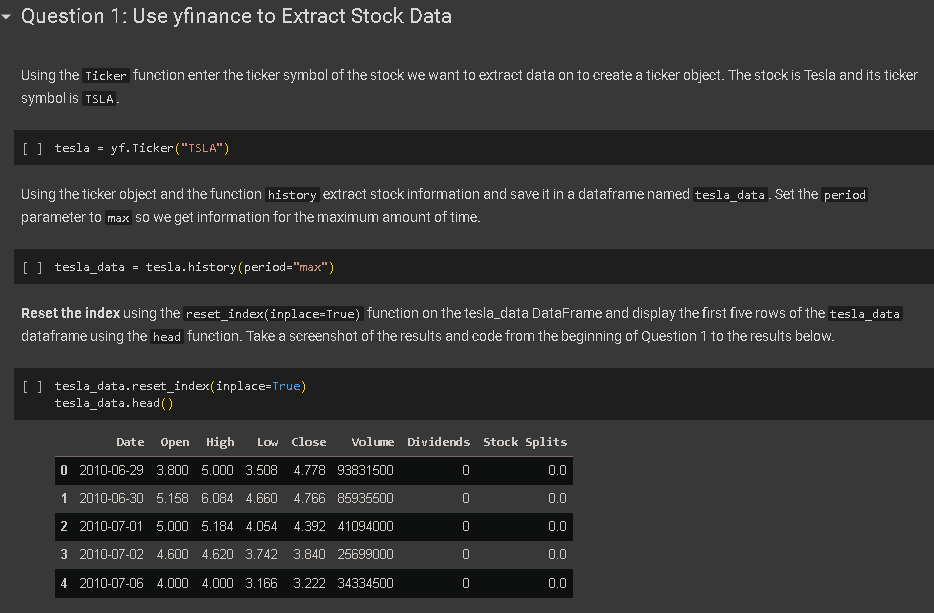 Question 1: Use yfinance to Extract Stock Data
Using the Ticker function enter the ticker symbol of the stock we want to extract data on to create a ticker object. The stock is Tesla and its ticker
symbol is TSLA.
[ ] tesla = yf.Ticker("TSLA")
Using the ticker object and the function history extract stock information and save it in a dataframe named tesla_data. Set the period
parameter to max so we get information for the maximum amount of time.
[ ] tesla_data = tesla.history(period="max")
Reset the index using the reset_index(inplace=True) function on the tesla_data DataFrame and display the first five rows of the tesla_data
dataframe using the head function. Take a screenshot of the results and code from the beginning of Question 1 to the results below.
[ ] tesla_data.reset_index(inplace=True)
tesla_data.head()
Date Open High Low Close Volume Dividends Stock Splits
0 2010-06-29 3.800 5.000 3.508 4.778 93831500 0 0.0
1 2010-06-30 5.158 6.084 4.660 4.766 85935500 0 0.0
2 2010-07-01 5.000 5.184 4.054 4.392 41094000 0 0.0
3 2010-07-02 4.600 4.620 3.742 3.840 25699000 0 0.0
4 2010-07-06 4.000 4.000 3.166 3.222 34334500 0 0.0